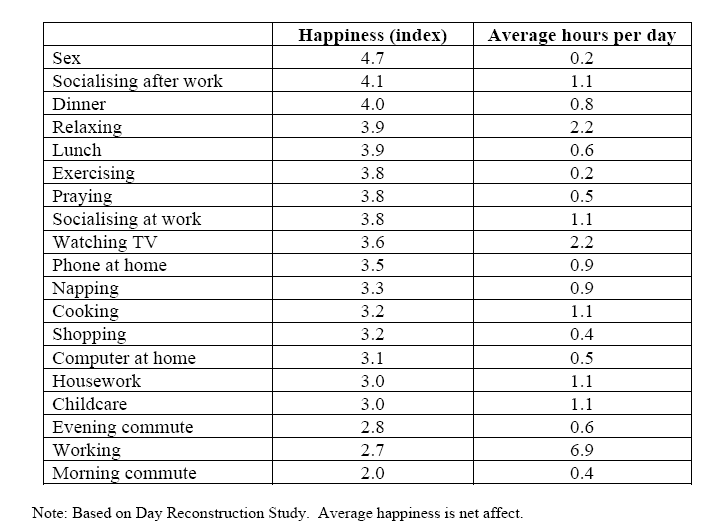 Happiness (index) Average hours per day
Sex 4.7 0.2
Socialising after work 4.1 1.1
Dinner 4.0 0.8
Relaxing 3.9 2.2
Lunch 3.9 0.6
Exercising 3.8 0.2
Praying 3.8 0.5
Socialising at work 3.8 1.1
Watching TV 3.6 2.2
Phone at home 3.5 0.9
Napping 3.3 0.9
Cooking 3.2 1.1
Shopping 3.2 0.4
Computer at home 3.1 0.5
Housework 3.0 1.1
Childcare 3.0 1.1
Evening commute 2.8 0.6
Working 2.7 6.9
Morning commute 2.0 0.4
Note: Based on Day Reconstruction Study. Average happiness is net affect.